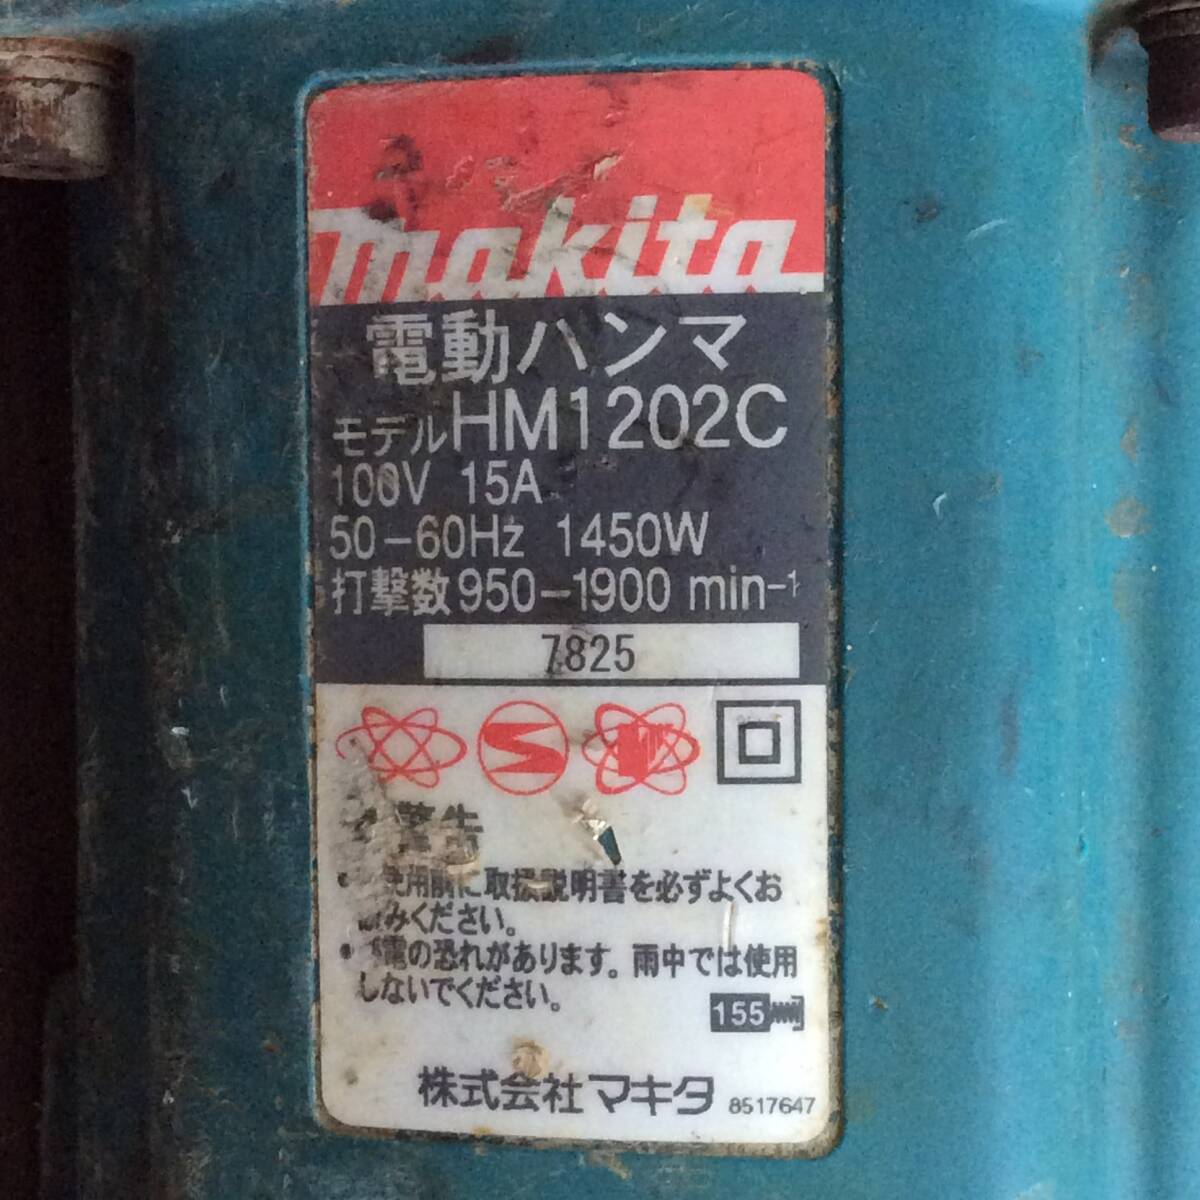 makita
電動ハンマ
モデルHM1202C
100V 15A
50-60Hz 1450W
打撃数950-1900 min-1
7825
警告
使用前に取扱説明書を必ずよくお
読みください。
感電の恐れがあります。雨中では使用
しないでください。
155
株式会社マキタ 8517647